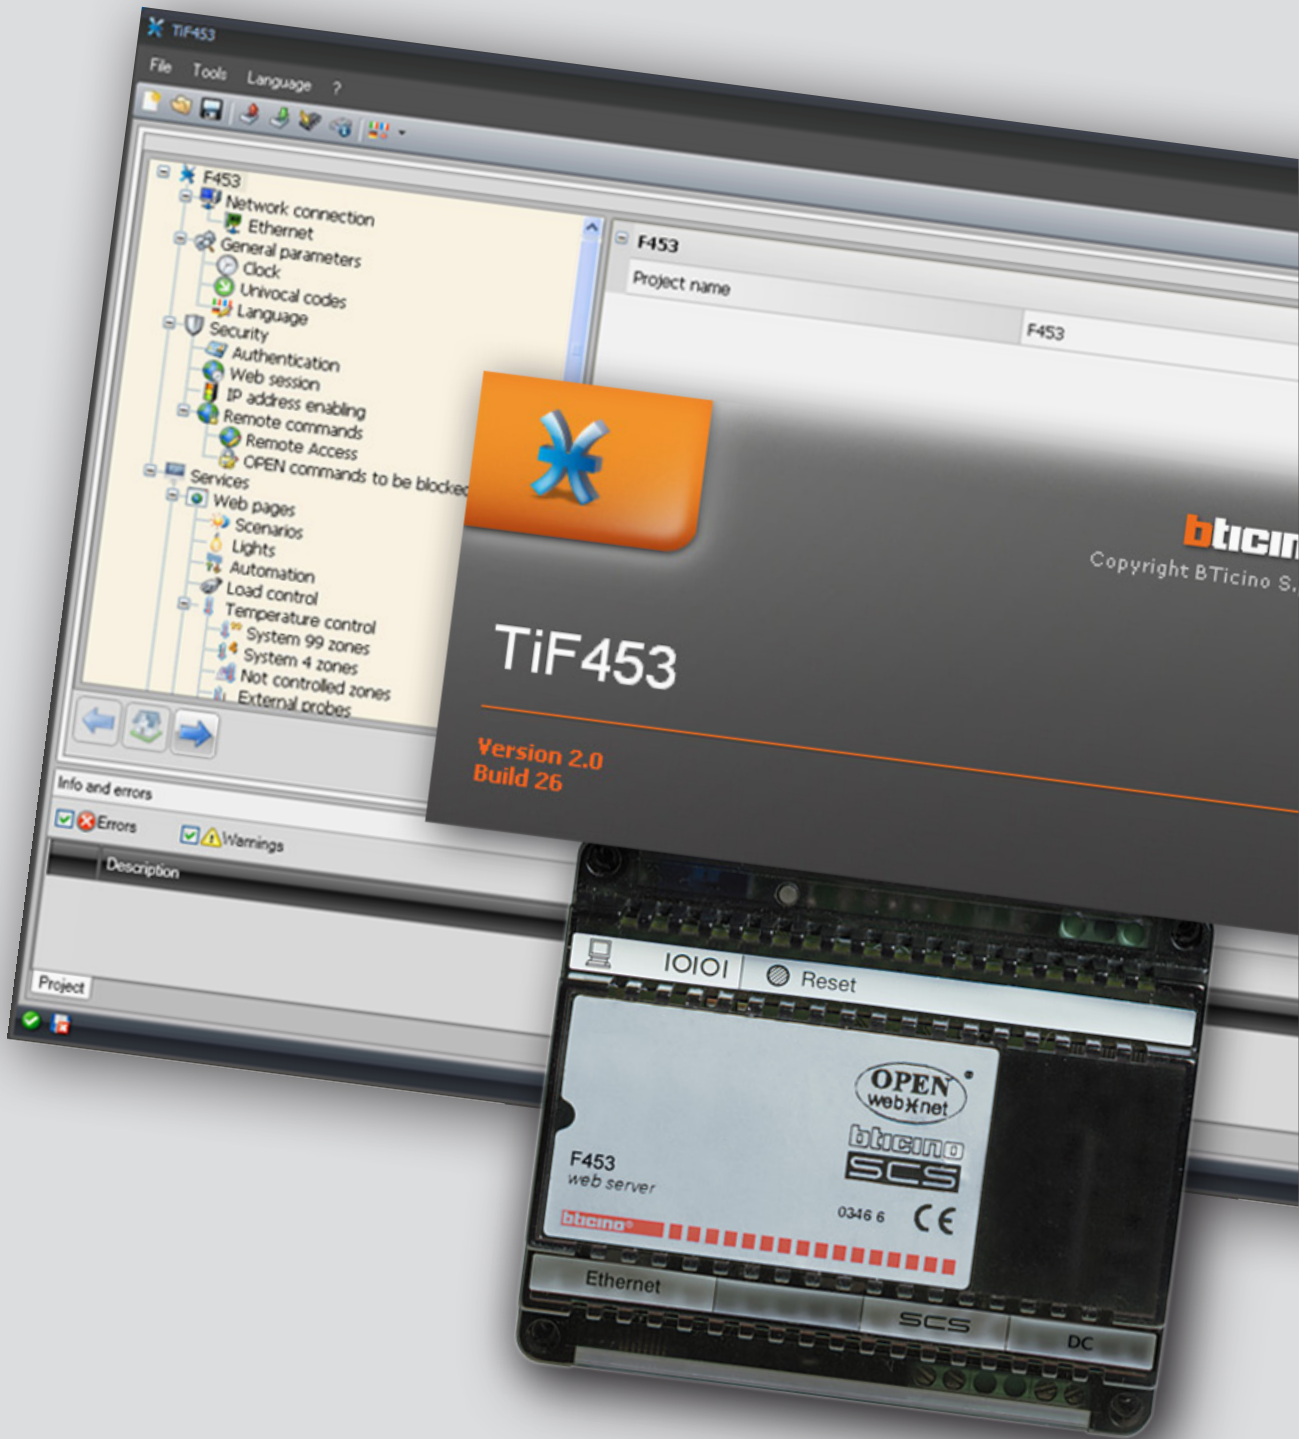 TiF453
File Tools Language ?
F453
Network connection
Ethernet
General parameters
Clock
Univocal codes
Language
Security
Authentication
Web session
IP address enabling
Remote commands
Remote Access
OPEN commands to be blocked
Services
Web pages
Scenarios
Lights
Automation
Load control
Temperature control
System 99 zones
System 4 zones
Not controlled zones
External probes
F453
Project name
F453
Info and errors
Errors Warnings
Description
Project
bticin
Copyright BTicino S.
TiF453
Version 2.0
Build 26
IOIOI Reset
OPEN
web net
bticino
SCS
F453
web server
0346 6 CE
bticino
Ethernet SCS DC